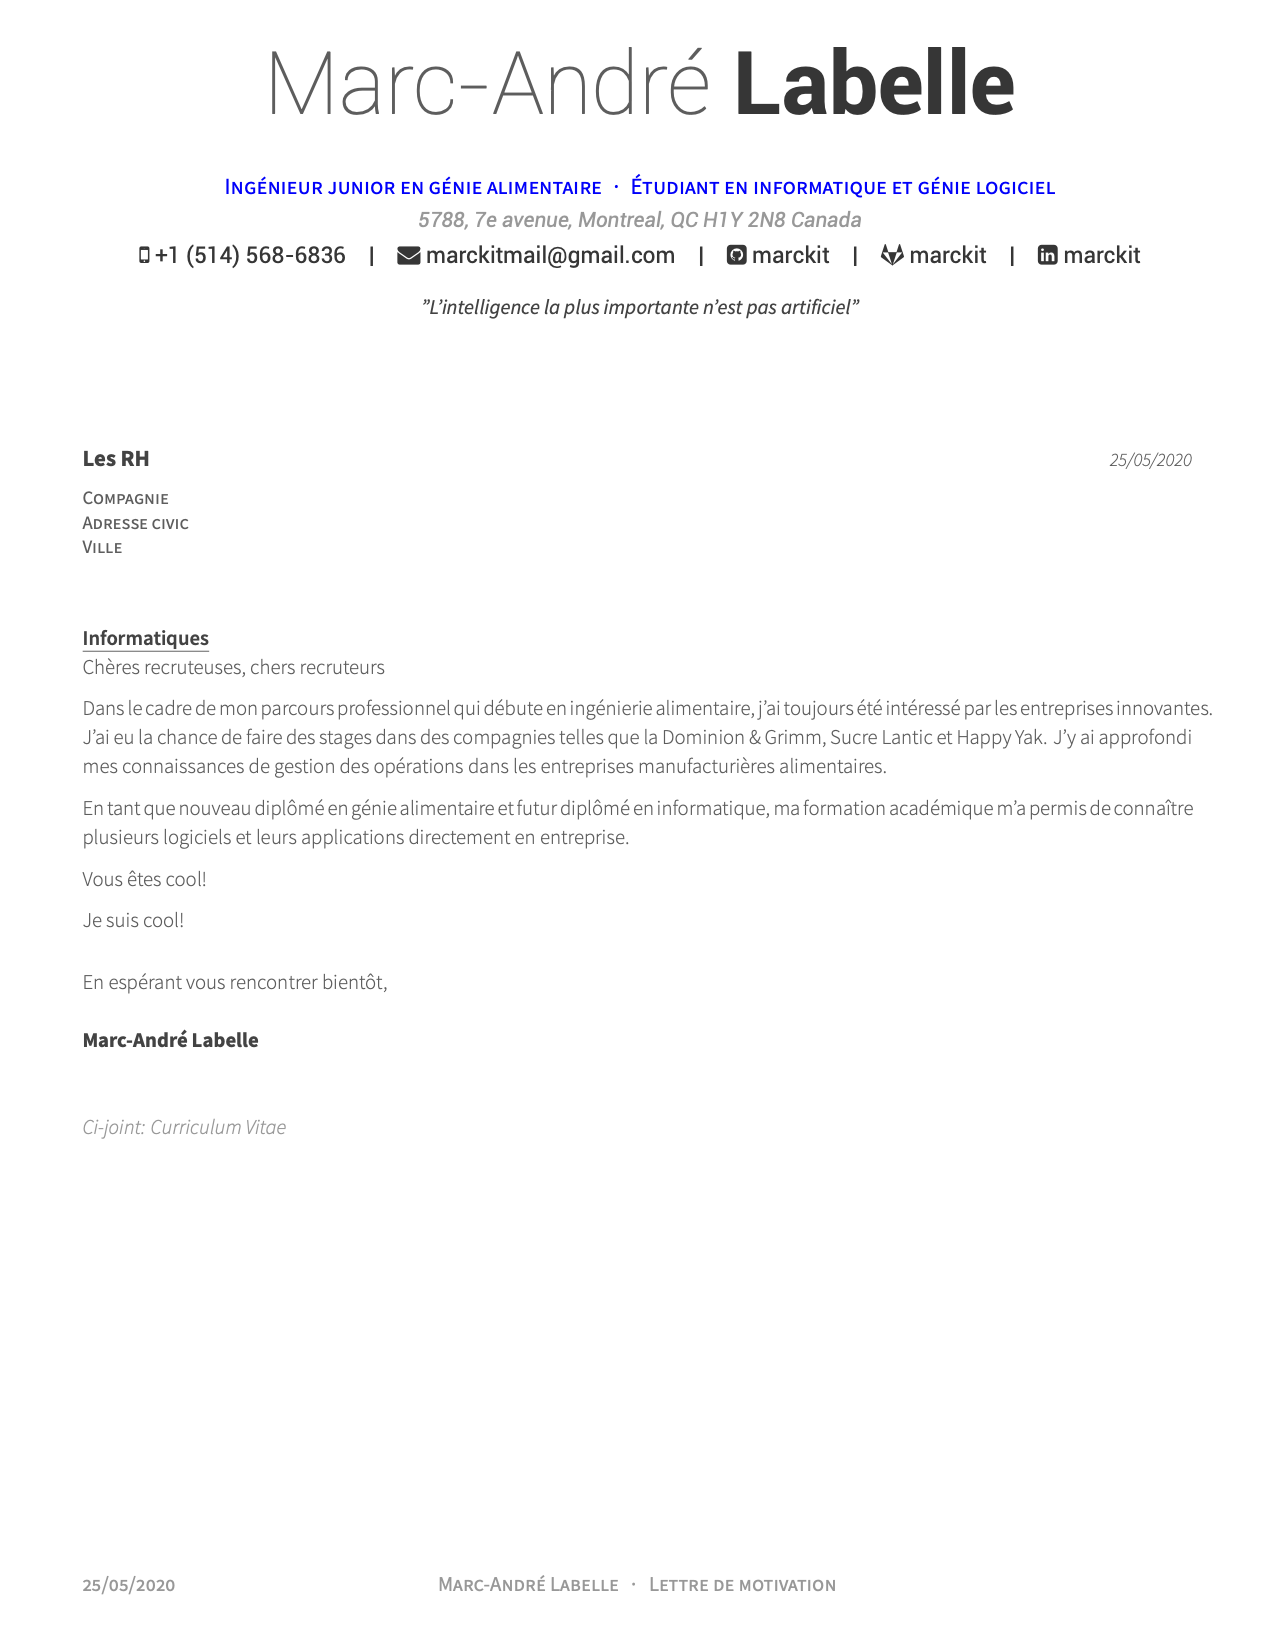 Marc-André Labelle
Ingénieur junior en génie alimentaire · Étudiant en informatique et génie logiciel
5788, 7e avenue, Montreal, QC H1Y 2N8 Canada
+1 (514) 568-6836 | marckitmail@gmail.com | marckit | marckit | marckit
”L’intelligence la plus importante n’est pas artificiel”
Les RH 25/05/2020
Compagnie
Adresse civic
Ville
Informatiques
Chères recruteuses, chers recruteurs
Dans le cadre de mon parcours professionnel qui débute en ingénierie alimentaire, j’ai toujours été intéressé par les entreprises innovantes.
J’ai eu la chance de faire des stages dans des compagnies telles que la Dominion & Grimm, Sucre Lantic et Happy Yak. J’y ai approfondi
mes connaissances de gestion des opérations dans les entreprises manufacturières alimentaires.
En tant que nouveau diplômé en génie alimentaire et futur diplômé en informatique, ma formation académique m’a permis de connaître
plusieurs logiciels et leurs applications directement en entreprise.
Vous êtes cool!
Je suis cool!
En espérant vous rencontrer bientôt,
Marc-André Labelle
Ci-joint: Curriculum Vitae
25/05/2020 Marc-André Labelle · Lettre de motivation